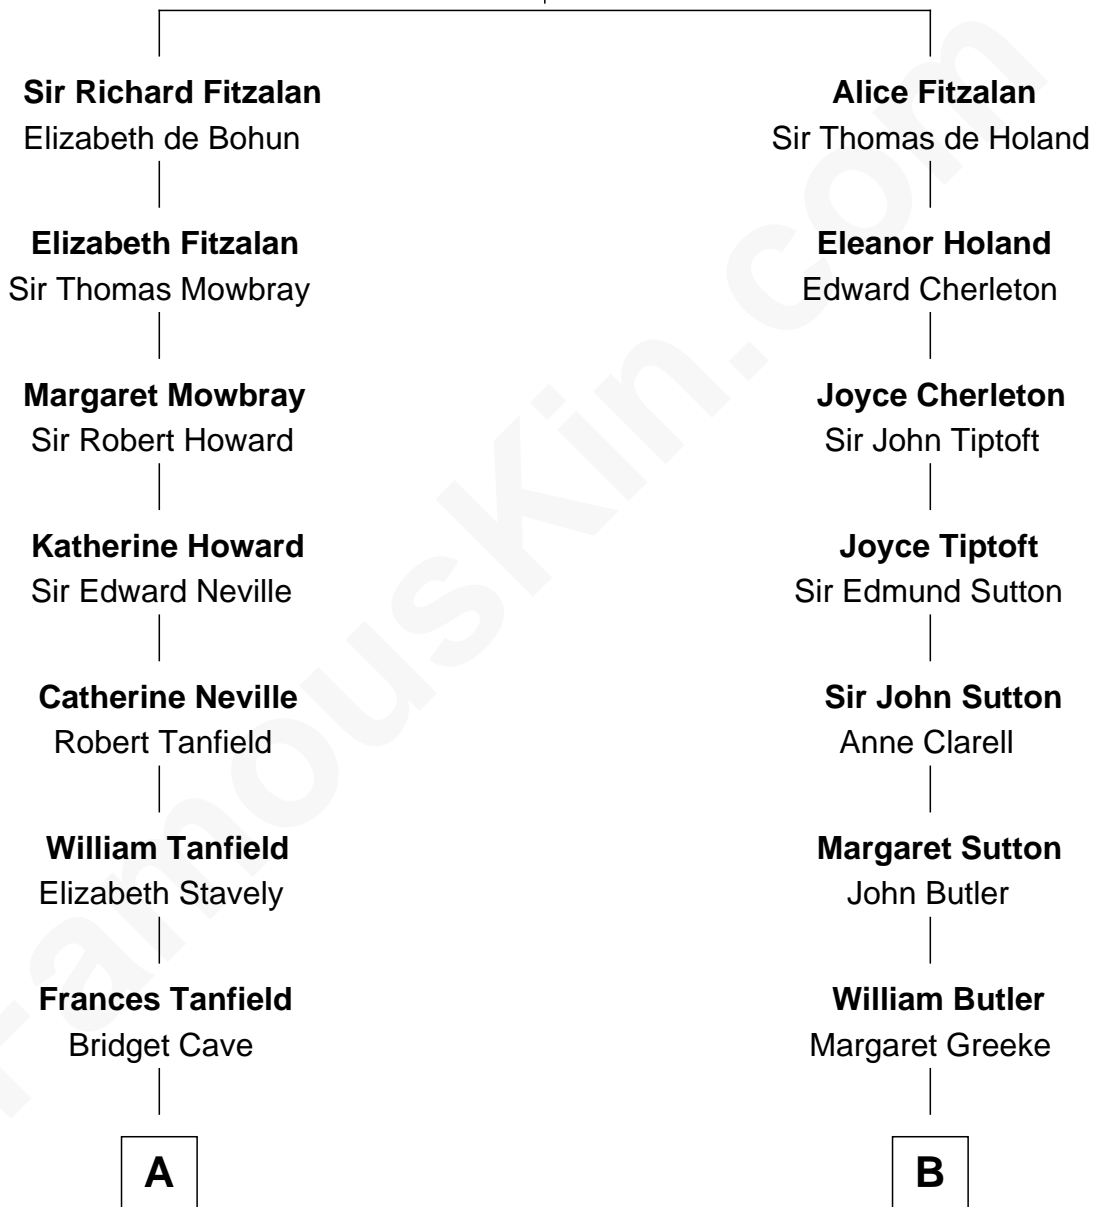 Sir Richard Fitzalan
Elizabeth de Bohun
Elizabeth Fitzalan
Sir Thomas Mowbray
Margaret Mowbray
Sir Robert Howard
Katherine Howard
Sir Edward Neville
Catherine Neville
Robert Tanfield
William Tanfield
Elizabeth Stavely
Frances Tanfield
Bridget Cave
A
Alice Fitzalan
Sir Thomas de Holand
Eleanor Holand
Edward Cherleton
Joyce Cherleton
Sir John Tiptoft
Joyce Tiptoft
Sir Edmund Sutton
Sir John Sutton
Anne Clarell
Margaret Sutton
John Butler
William Butler
Margaret Greeke
B
FamousKin.com